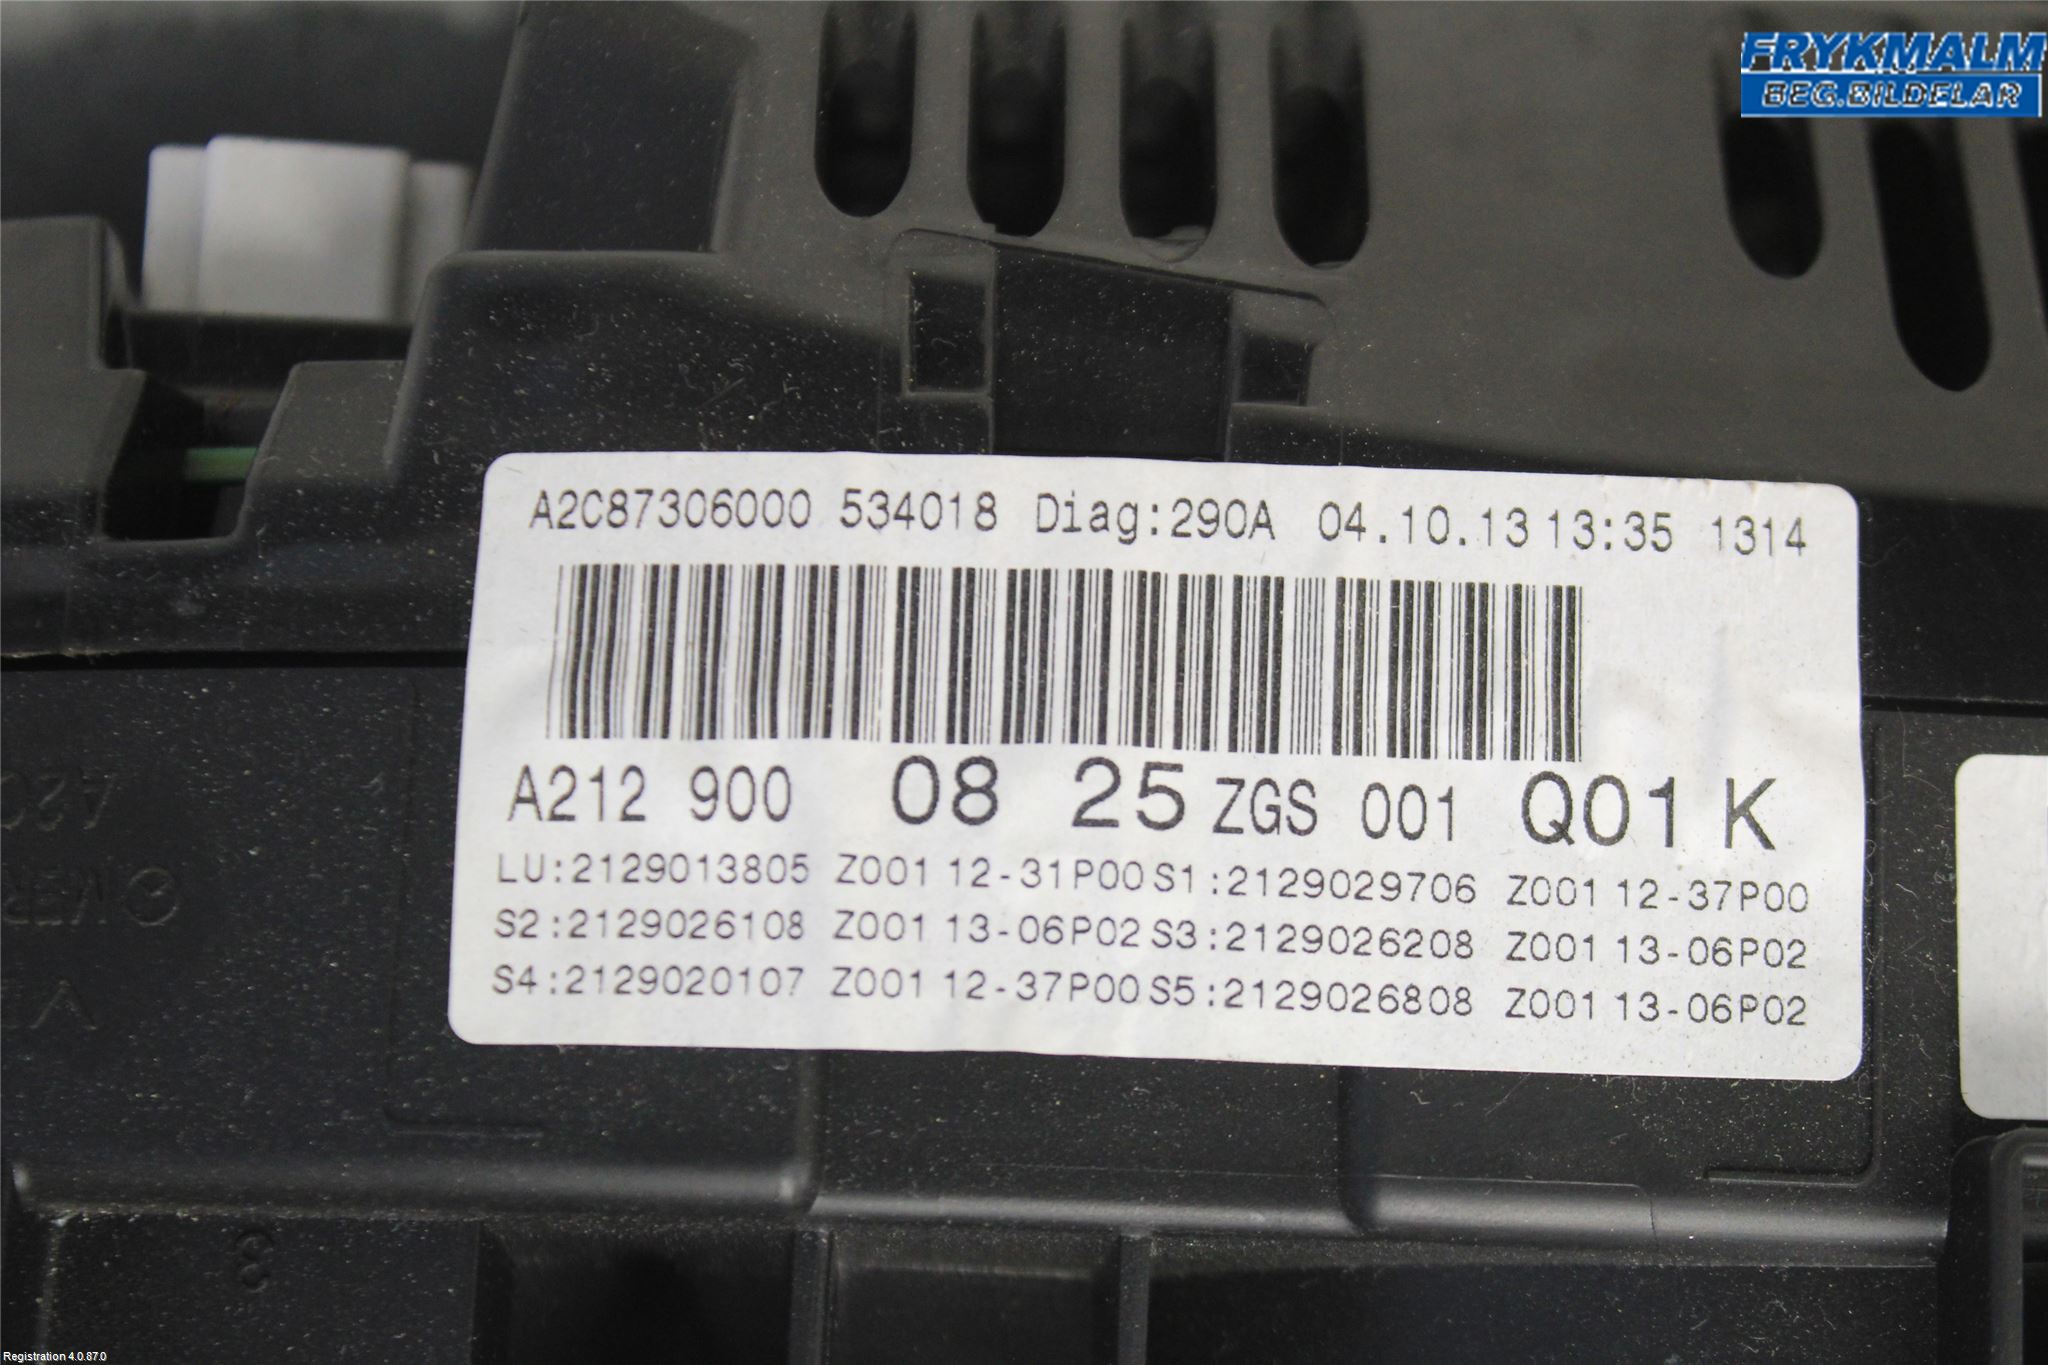 FRYKMALM
BEG.BILDELAR
A2C87306000 534018 Diag:290A 04.10.13 13:35 1314
A212 900 08 25 ZGS 001 Q01 K
LU:2129013805 Z001 12-31P00 S1:2129029706 Z001 12-37P00
S2:2129026108 Z001 13-06P02 S3:2129026208 Z001 13-06P02
S4:2129020107 Z001 12-37P00 S5:2129026808 Z001 13-06P02
3
Registration 4.0.87.0